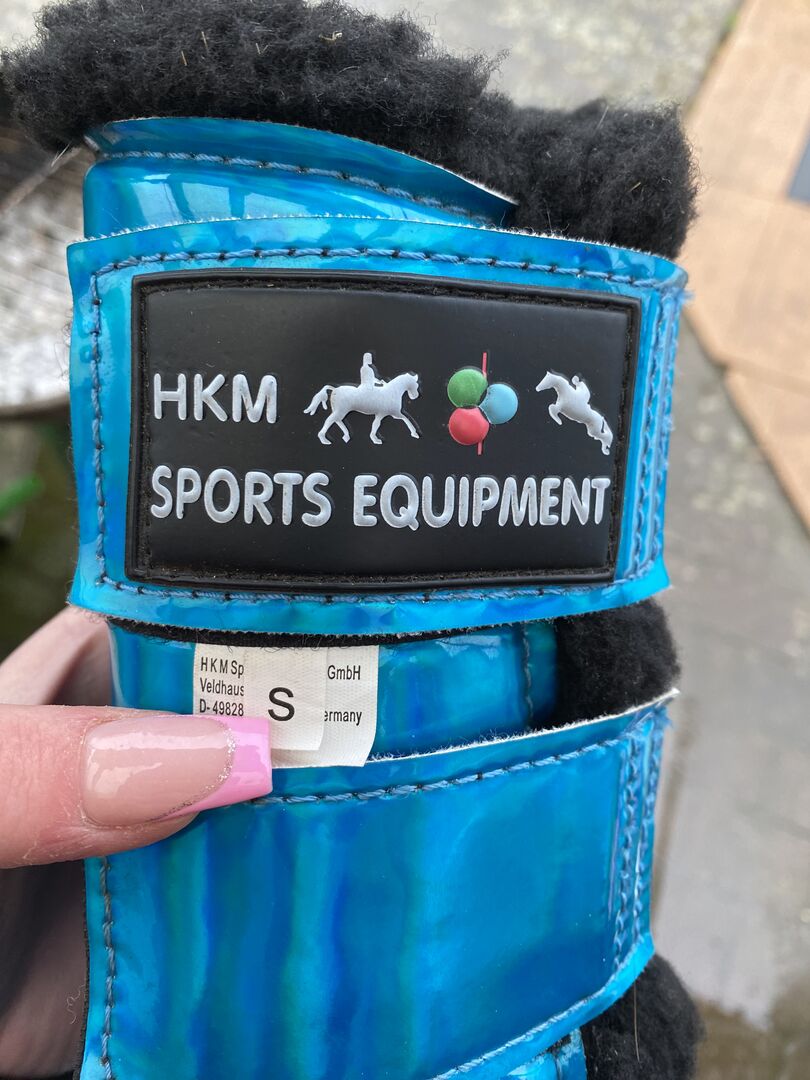 HKM
SPORTS EQUIPMENT
HKM Sp GmbH
Veldhaus
D-49828 ermany
S